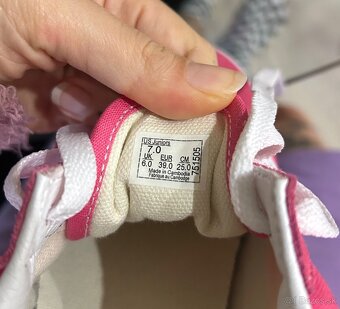 US Juniors
7.0
UK EUR CM
6.0 39.0 25.0
Made in Cambodia
Fabriqué au Cambodge
751505